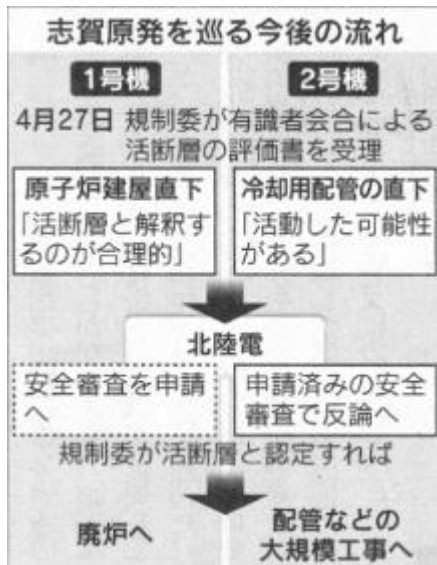 志賀原発を巡る今後の流れ
1号機
2号機
4月27日 規制委が有識者会合による
活断層の評価書を受理
原子炉建屋直下
「活断層と解釈す
るのが合理的」
冷却用配管の直下
「活動した可能性
がある」
北陸電
安全審査を申請
へ
申請済みの安全
審査で反論へ
規制委が活断層と認定すれば
廃炉へ
配管などの
大規模工事へ